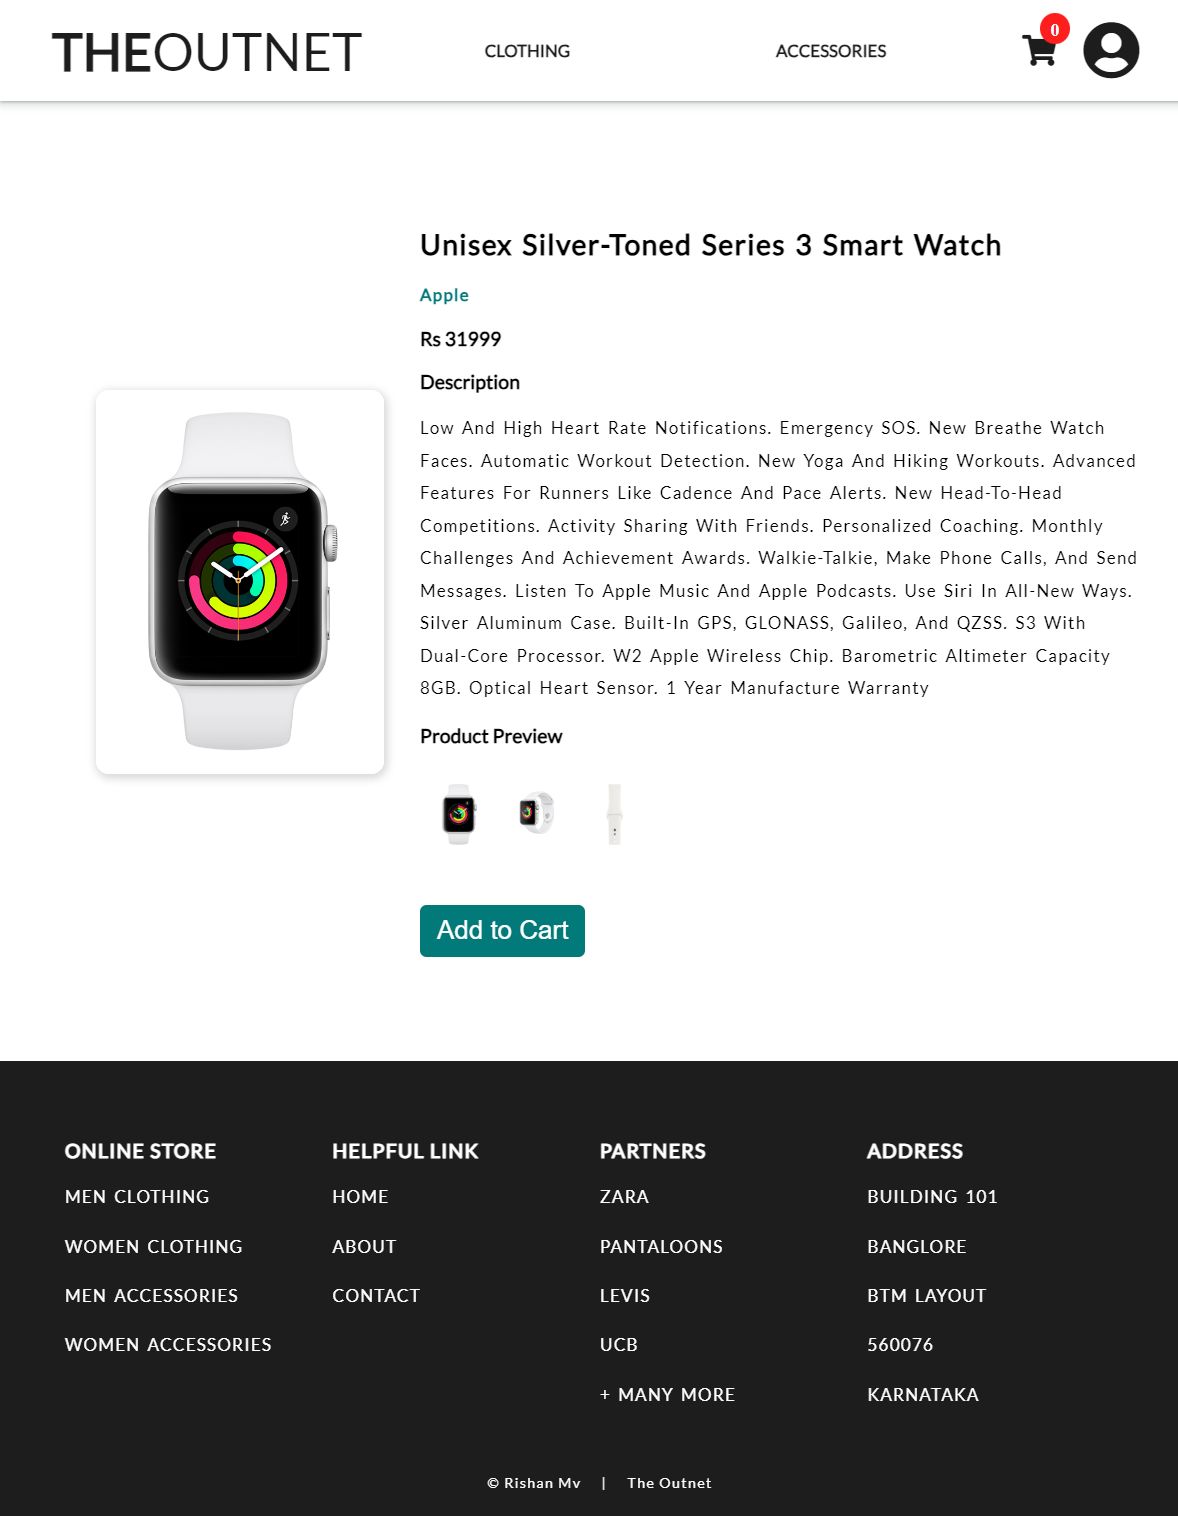 THEOUTNET
CLOTHING
ACCESSORIES
0
Unisex Silver-Toned Series 3 Smart Watch
Apple
Rs 31999
Description
Low And High Heart Rate Notifications. Emergency SOS. New Breathe Watch
Faces. Automatic Workout Detection. New Yoga And Hiking Workouts. Advanced
Features For Runners Like Cadence And Pace Alerts. New Head-To-Head
Competitions. Activity Sharing With Friends. Personalized Coaching. Monthly
Challenges And Achievement Awards. Walkie-Talkie, Make Phone Calls, And Send
Messages. Listen To Apple Music And Apple Podcasts. Use Siri In All-New Ways.
Silver Aluminum Case. Built-In GPS, GLONASS, Galileo, And QZSS. S3 With
Dual-Core Processor. W2 Apple Wireless Chip. Barometric Altimeter Capacity
8GB. Optical Heart Sensor. 1 Year Manufacture Warranty
Product Preview
Add to Cart
ONLINE STORE
MEN CLOTHING
WOMEN CLOTHING
MEN ACCESSORIES
WOMEN ACCESSORIES
HELPFUL LINK
HOME
ABOUT
CONTACT
PARTNERS
ZARA
PANTALOONS
LEVIS
UCB
+ MANY MORE
ADDRESS
BUILDING 101
BANGLORE
BTM LAYOUT
560076
KARNATAKA
© Rishan Mv | The Outnet